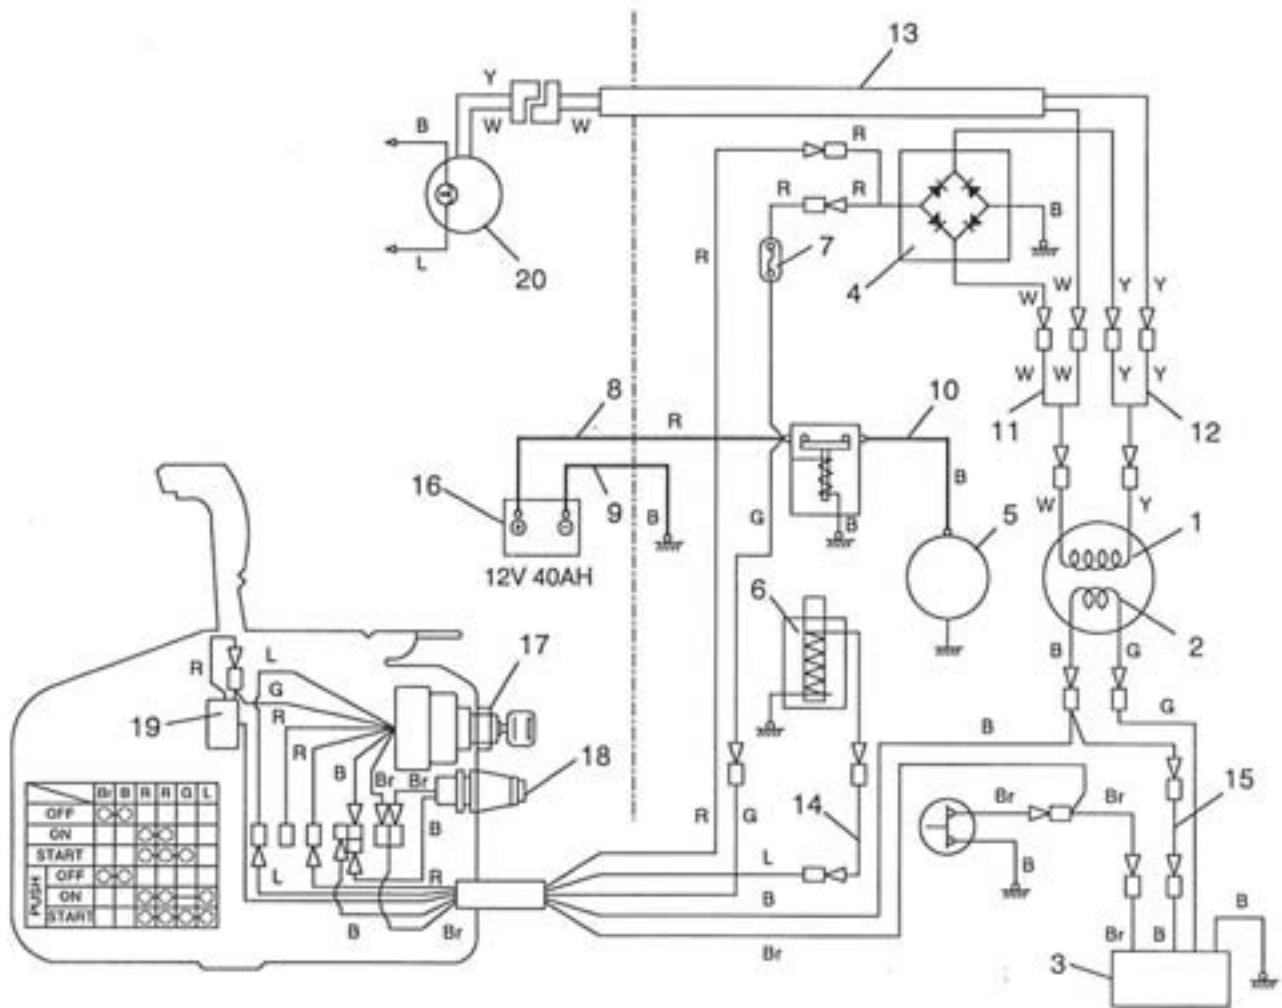 13
Y
W
W
B
L
20
R
R
R
R
7
4
B
W
W
Y
Y
W
W
Y
Y
11
12
8
R
10
16
9
B
12V 40AH
G
B
B
5
W
Y
1
2
6
B
G
G
B
R
L
G
R
R
B
Br
Br
B
17
18
19
Br B R R G L
OFF
ON
START
PUSH
OFF
ON
START
L
R
B
Br
R
G
14
L
B
Br
Br
Br
B
15
Br
B
B
3